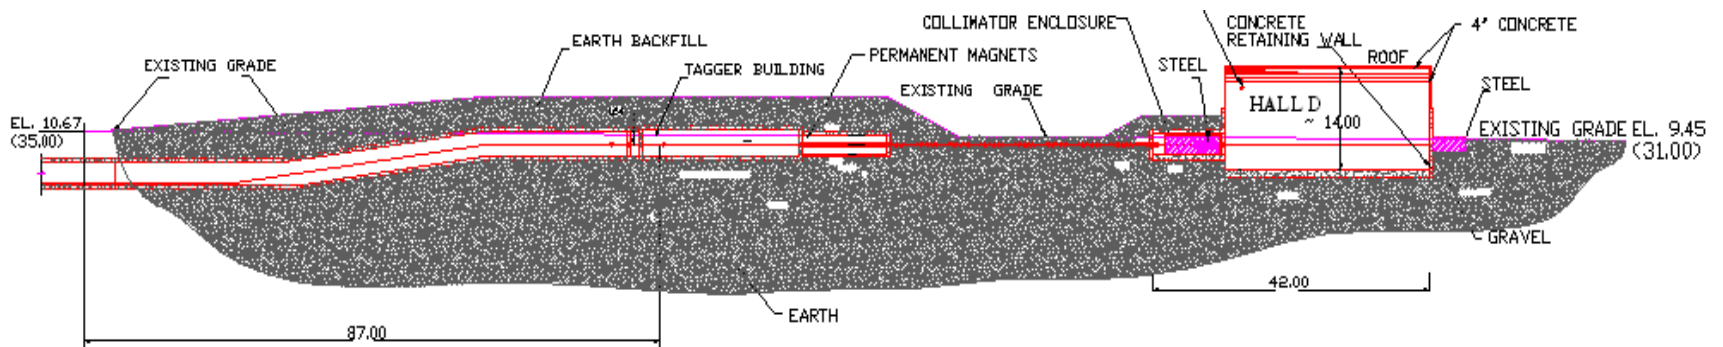 COLLIMATOR ENCLOSURE
CONCRETE
RETAINING WALL
4' CONCRETE
EARTH BACKFILL
PERMANENT MAGNETS
ROOF
EXISTING GRADE
TAGGER BUILDING
STEEL
EXISTING GRADE
STEEL
HALL D
~ 14.00
EL. 10.67
(35.00)
EXISTING GRADE EL. 9.45
(31.00)
GRAVEL
42.00
EARTH
87.00